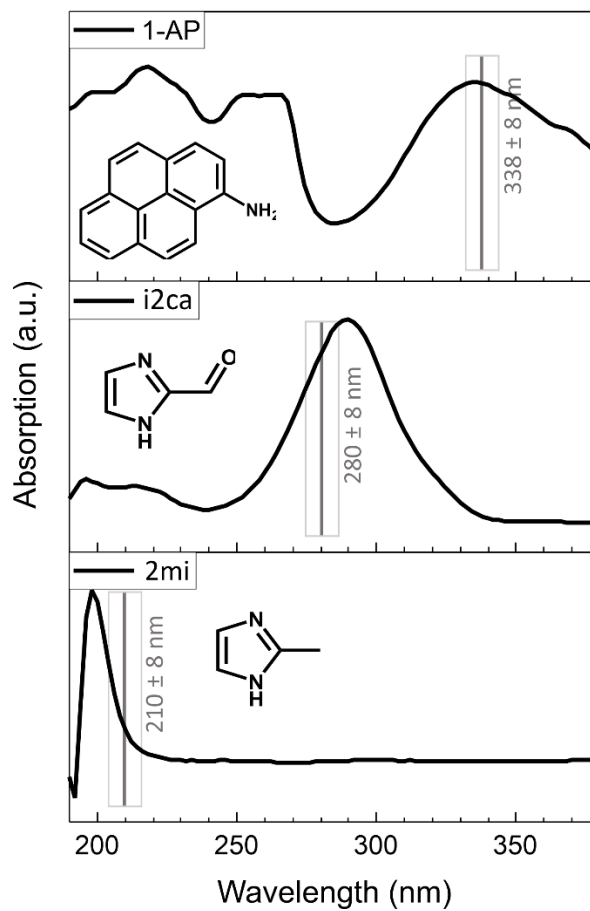 1-AP
338 ± 8 nm
NH2
i2ca
N
O
N
H
280 ± 8 nm
2mi
N
N
H
210 ± 8 nm
Absorption (a.u.)
200 250 300 350
Wavelength (nm)